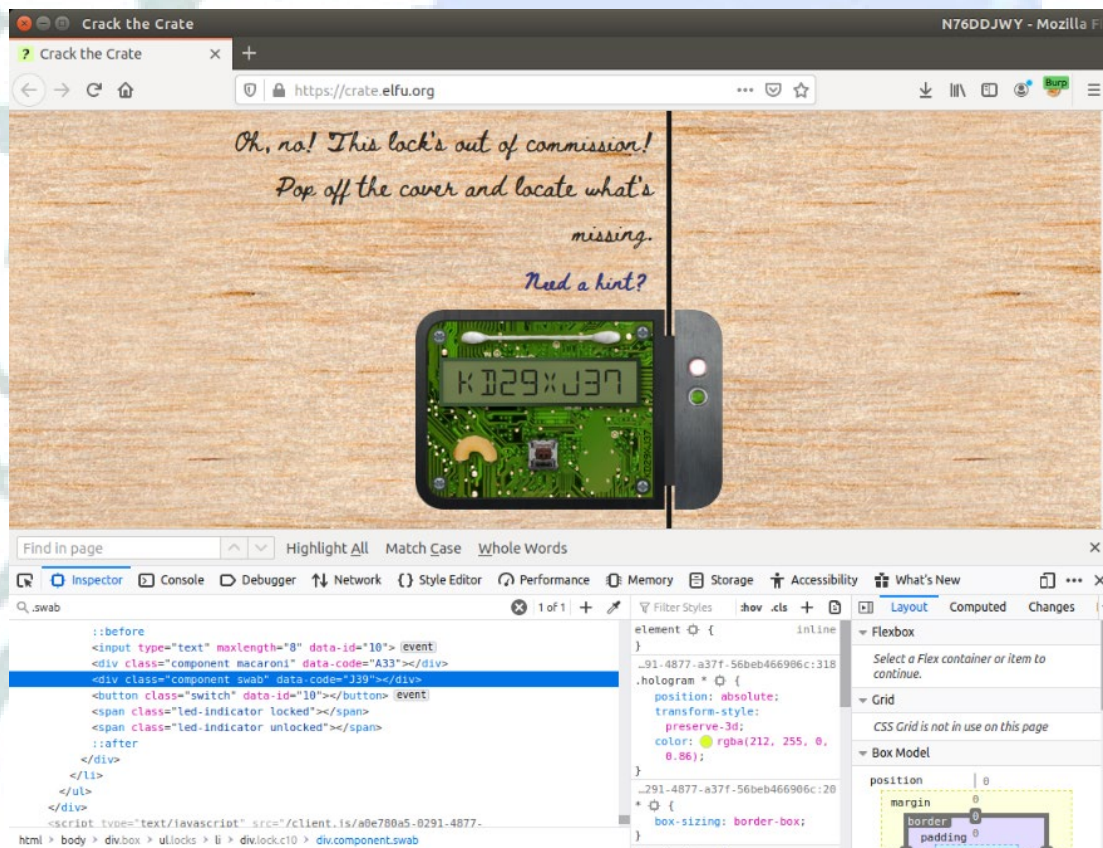 Crack the Crate
N76DDJWY - Mozilla Fi
? Crack the Crate × +
https://crate.elfu.org
Burp
Oh, no! This lock's out of commission!
Pop off the cover and locate what's
missing.
Need a hint?
KD29XJ37
Find in page Highlight All Match Case Whole Words
Inspector Console Debugger Network {} Style Editor Performance Memory Storage Accessibility What's New
.swab 1 of 1 +
Filter Styles :hov .cls +
Layout Computed Changes
::before
<input type="text" maxlength="8" data-id="10"> event
<div class="component macaroni" data-code="A33"></div>
<div class="component swab" data-code="J39"></div>
<button class="switch" data-id="10"></button> event
<span class="led-indicator locked"></span>
<span class="led-indicator unlocked"></span>
::after
</div>
</li>
</ul>
</div>
<script type="text/javascript" src="/client.js/a0e780a5-0291-4877-
html > body > div.box > ul.locks > li > div.lock.c10 > div.component.swab
element { inline
}
…91-4877-a37f-56beb466906c:318
.hologram * {
position: absolute;
transform-style:
preserve-3d;
color: rgba(212, 255, 0,
0.86);
}
…291-4877-a37f-56beb466906c:20
* {
box-sizing: border-box;
}
Flexbox
Select a Flex container or item to
continue.
Grid
CSS Grid is not in use on this page
Box Model
position 0
margin 0
border 0
padding 0